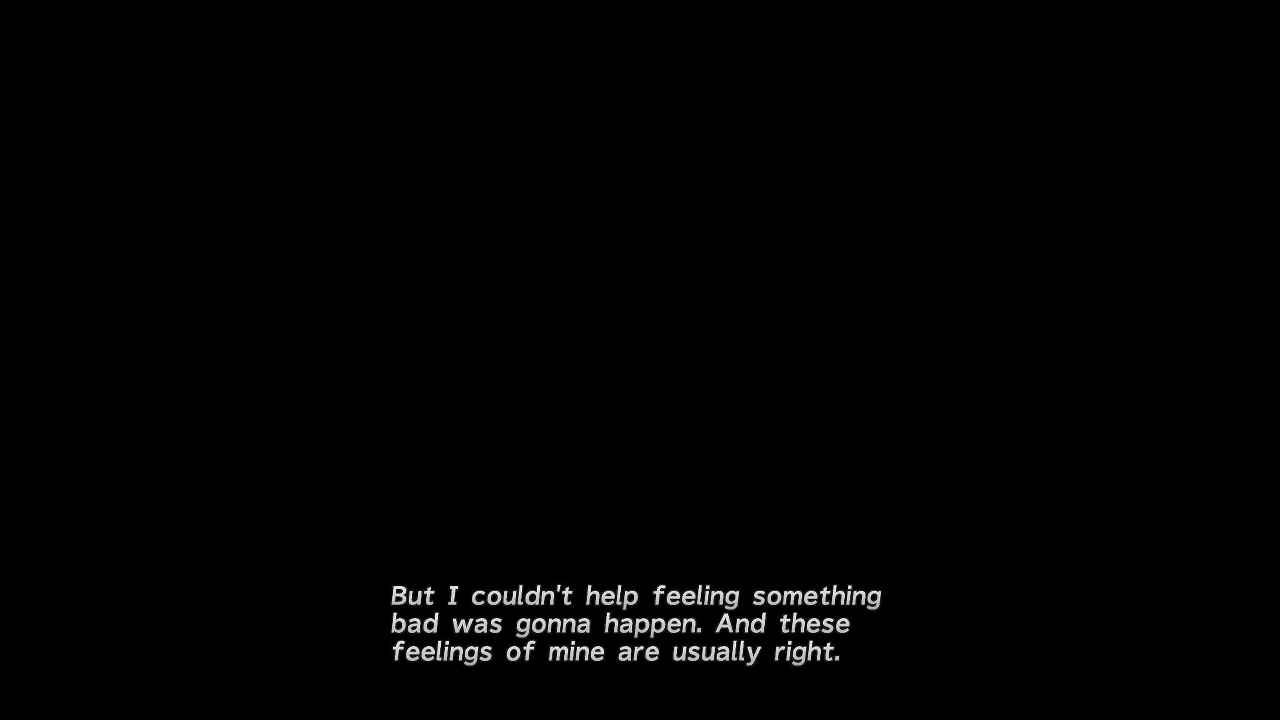 But I couldn't help feeling something
bad was gonna happen. And these
feelings of mine are usually right.